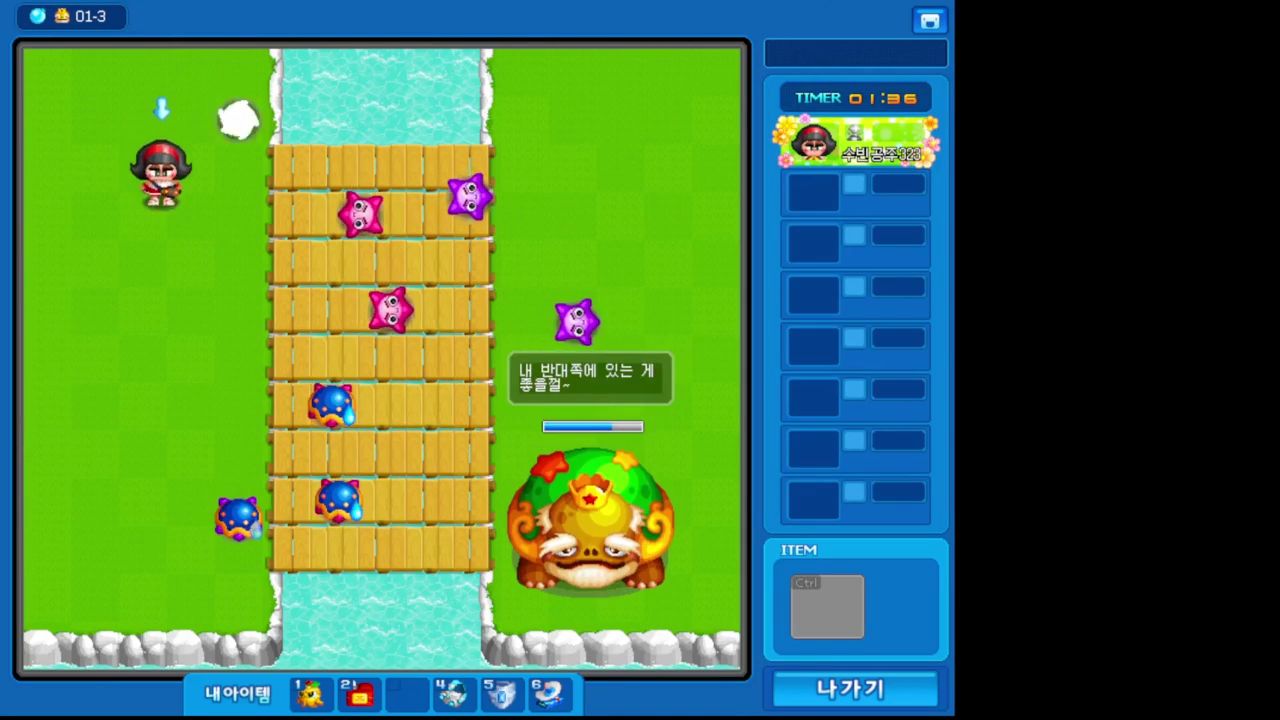 01-3
TIMER 01:36
수빈공주323
내 반대쪽에 있는 게
좋을껄~
ITEM
Ctrl
내아이템
1
2
4
5
6
나가기